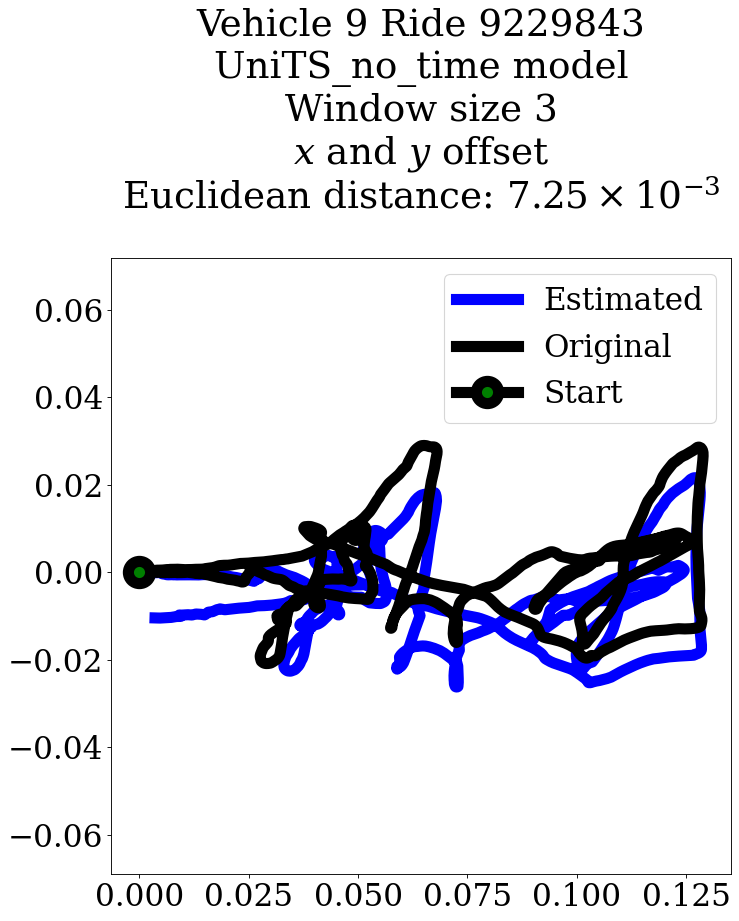 Vehicle 9 Ride 9229843
UniTS_no_time model
Window size 3
x and y offset
Euclidean distance: 7.25 × 10⁻³
Estimated
Original
Start
0.06
0.04
0.02
0.00
−0.02
−0.04
−0.06
0.000 0.025 0.050 0.075 0.100 0.125